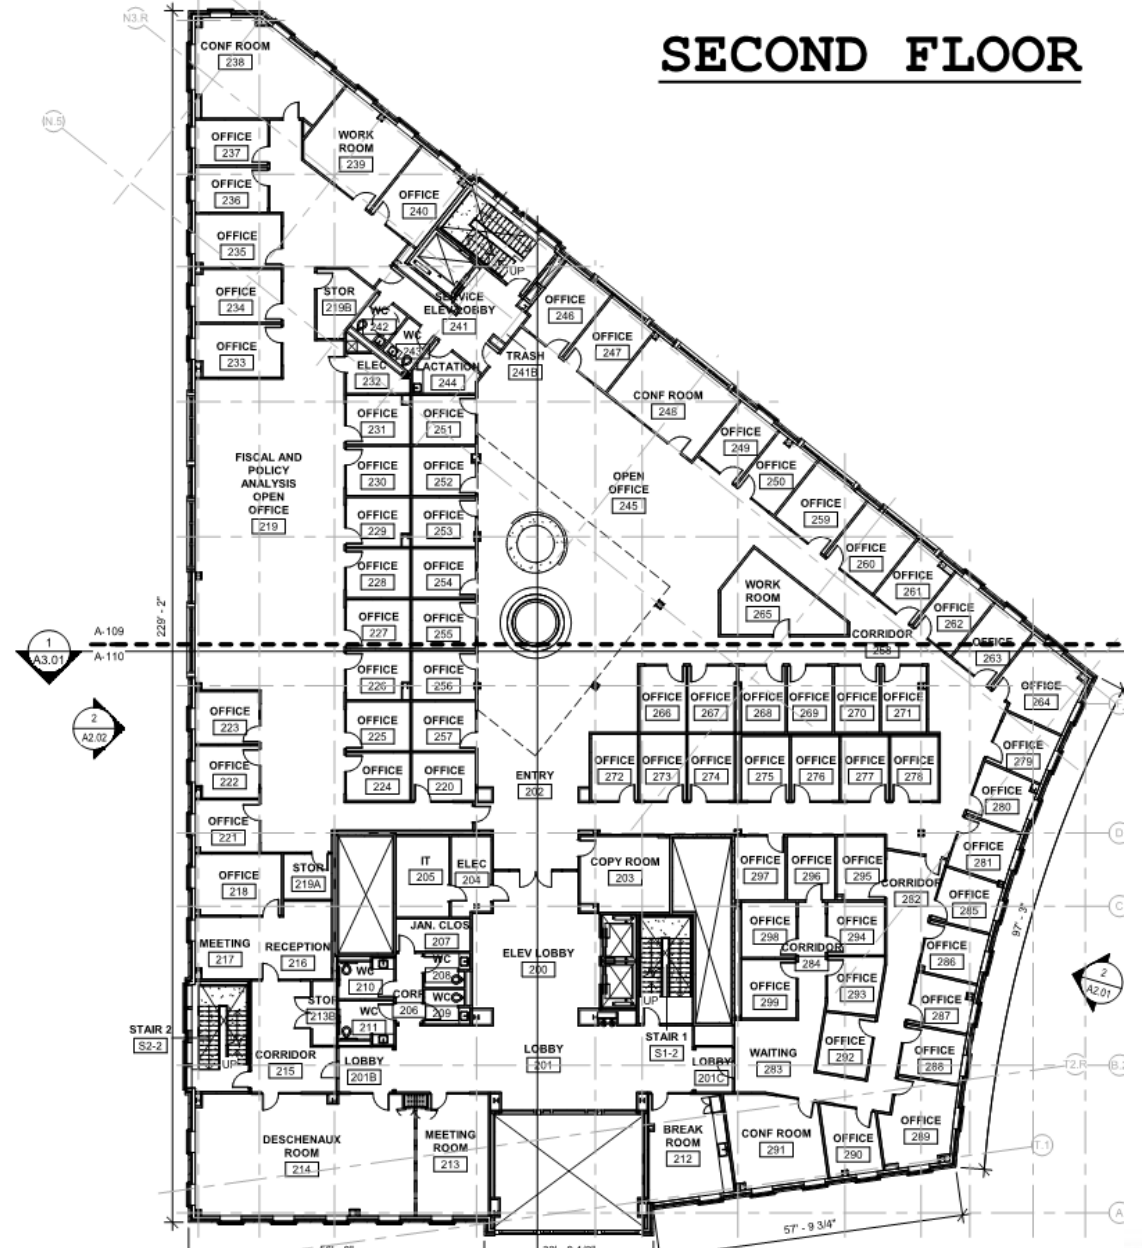 SECOND FLOOR
N3.R
(N.5)
CONF ROOM
238
OFFICE
237
WORK
ROOM
239
OFFICE
236
OFFICE
240
OFFICE
235
UP
OFFICE
234
STOR
219B
WC
242
WC
243
SERVICE
ELEV LOBBY
241
OFFICE
246
OFFICE
233
ELEC
232
LACTATION
244
TRASH
241B
OFFICE
247
CONF ROOM
248
OFFICE
231
OFFICE
251
OFFICE
249
FISCAL AND
POLICY
ANALYSIS
OPEN
OFFICE
219
OFFICE
230
OFFICE
252
OPEN
OFFICE
245
OFFICE
250
OFFICE
229
OFFICE
253
OFFICE
259
OFFICE
228
OFFICE
254
OFFICE
260
OFFICE
261
WORK
ROOM
265
229' - 2"
OFFICE
227
OFFICE
255
OFFICE
262
1
A3.01
A-109
A-110
CORRIDOR
258
OFFICE
263
OFFICE
226
OFFICE
256
OFFICE
264
2
A2.02
OFFICE
223
OFFICE
225
OFFICE
257
OFFICE
266
OFFICE
267
OFFICE
268
OFFICE
269
OFFICE
270
OFFICE
271
OFFICE
222
OFFICE
224
OFFICE
220
ENTRY
202
OFFICE
272
OFFICE
273
OFFICE
274
OFFICE
275
OFFICE
276
OFFICE
277
OFFICE
278
OFFICE
279
OFFICE
280
OFFICE
221
D
OFFICE
218
STOR
219A
IT
205
ELEC
204
COPY ROOM
203
OFFICE
297
OFFICE
296
OFFICE
295
CORRIDOR
282
OFFICE
281
OFFICE
285
C
MEETING
217
RECEPTION
216
JAN. CLOS
207
ELEV LOBBY
200
OFFICE
298
OFFICE
294
CORRIDOR
284
OFFICE
286
97' - 3"
WC
210
WC
208
STOR
213B
CORR
206
WC
209
WC
211
UP
OFFICE
299
OFFICE
293
OFFICE
287
2
A2.01
STAIR 2
S2-2
UP
CORRIDOR
215
LOBBY
201B
LOBBY
201
STAIR 1
S1-2
LOBBY
201C
WAITING
283
OFFICE
292
OFFICE
288
T2.R
DESCHENAUX
ROOM
214
MEETING
ROOM
213
BREAK
ROOM
212
CONF ROOM
291
OFFICE
290
OFFICE
289
T.1
A
57' - 9 3/4"